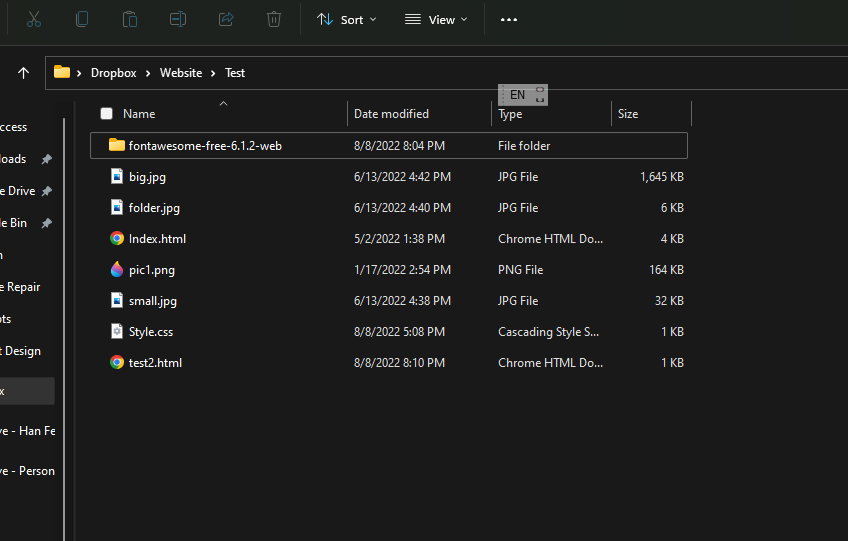 Sort View
Dropbox Website Test
EN
Name Date modified Type Size
fontawesome-free-6.1.2-web 8/8/2022 8:04 PM File folder
big.jpg 6/13/2022 4:42 PM JPG File 1,645 KB
folder.jpg 6/13/2022 4:40 PM JPG File 6 KB
Index.html 5/2/2022 1:38 PM Chrome HTML Do... 4 KB
pic1.png 1/17/2022 2:54 PM PNG File 164 KB
small.jpg 6/13/2022 4:38 PM JPG File 32 KB
Style.css 8/8/2022 5:08 PM Cascading Style S... 1 KB
test2.html 8/8/2022 8:10 PM Chrome HTML Do... 1 KB
ccess
oads
e Drive
le Bin
n
e Repair
ots
t Design
x
ve - Han Fe
ve - Person